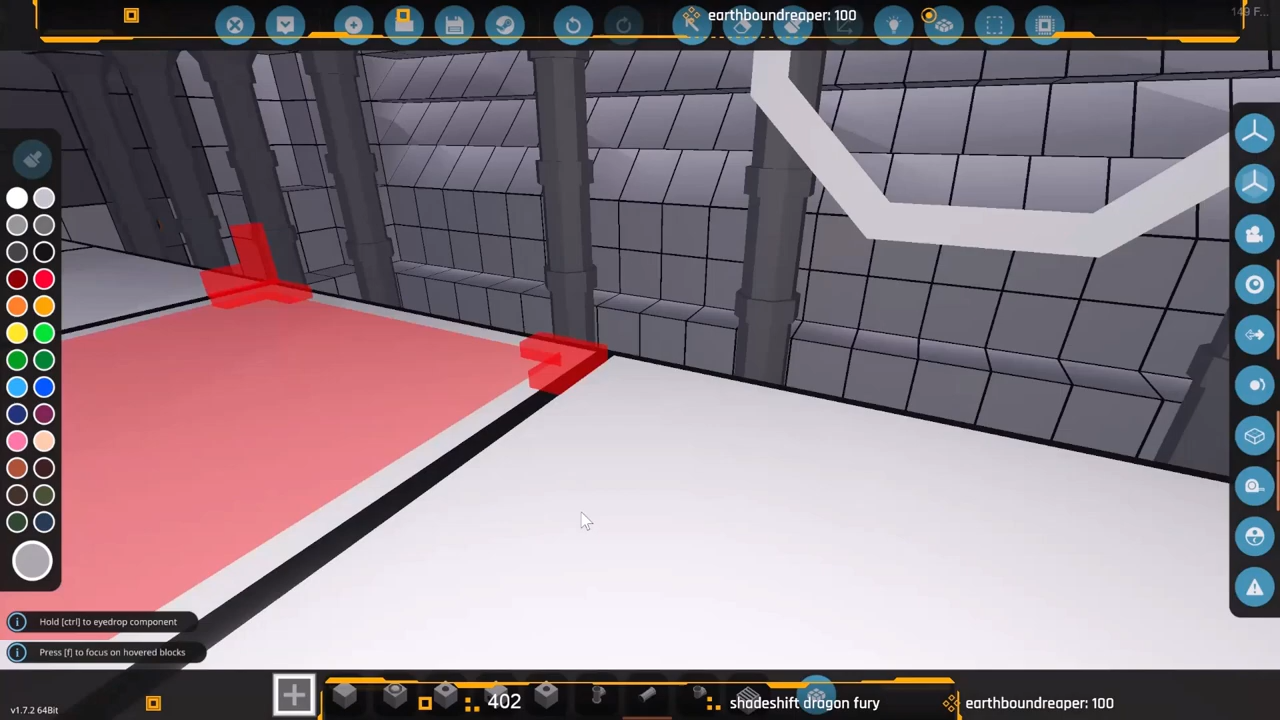 earthboundreaper: 100
Hold [ctrl] to eyedrop component
Press [f] to focus on hovered blocks
v1.7.2 64Bit
402
shadeshift dragon fury
earthboundreaper: 100